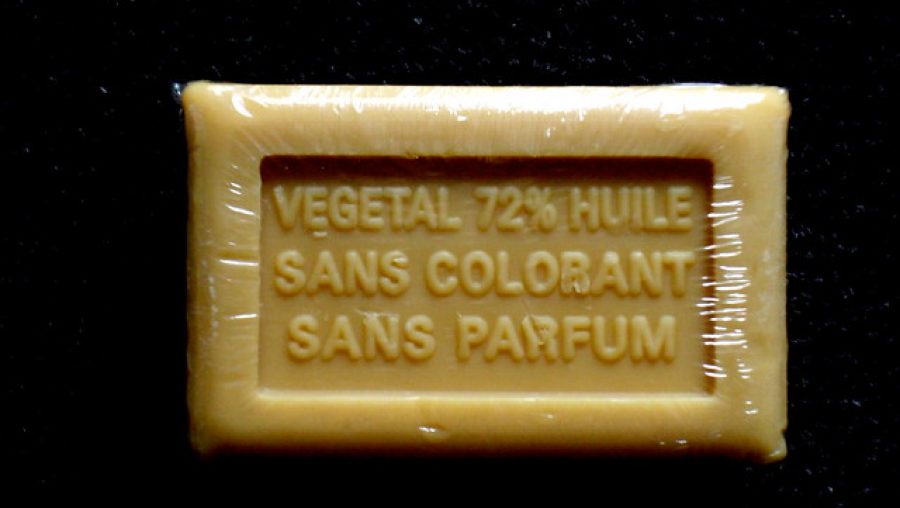 VEGETAL 72% HUILE
SANS COLORANT
SANS PARFUM